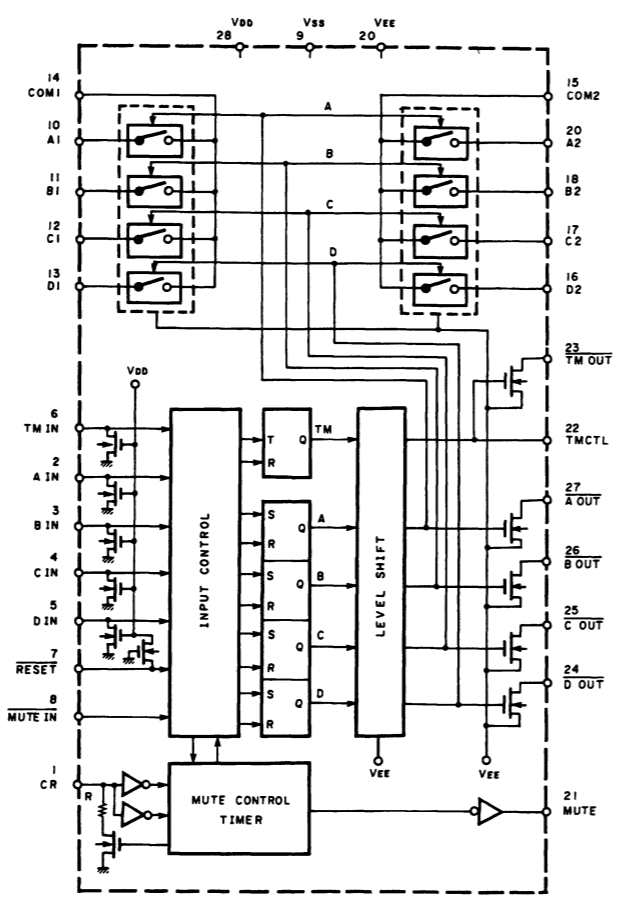 VDD VSS VEE
28 9 20
14
COM1
15
COM2
A
10
A1
20
A2
B
11
B1
18
B2
C
12
C1
17
C2
D
13
D1
16
D2
23
TM OUT
VDD
6
TM IN
T Q TM
R
22
TMCTL
2
A IN
3
B IN
4
C IN
5
D IN
7
RESET
8
MUTE IN
INPUT CONTROL
S
Q A
R
S
Q B
R
S
Q C
R
S
Q D
R
LEVEL SHIFT
27
A OUT
26
B OUT
25
C OUT
24
D OUT
VEE
VEE
1
CR
R
MUTE CONTROL
TIMER
21
MUTE